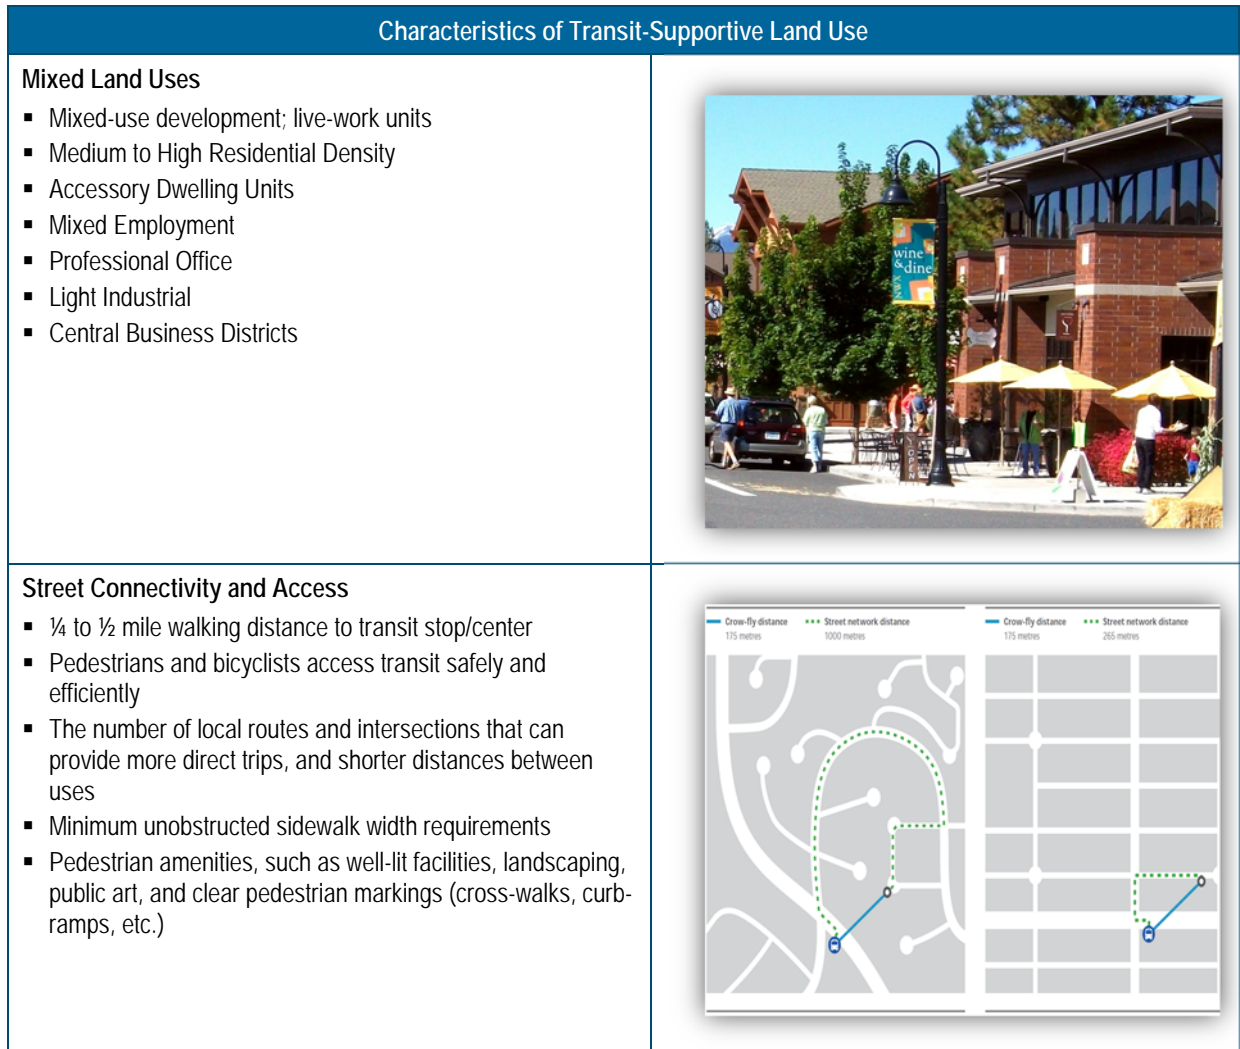 Characteristics of Transit-Supportive Land Use
Mixed Land Uses
▪ Mixed-use development; live-work units
▪ Medium to High Residential Density
▪ Accessory Dwelling Units
▪ Mixed Employment
▪ Professional Office
▪ Light Industrial
▪ Central Business Districts
wine
& dine
NWX
OPEN
Street Connectivity and Access
▪ ¼ to ½ mile walking distance to transit stop/center
▪ Pedestrians and bicyclists access transit safely and
efficiently
▪ The number of local routes and intersections that can
provide more direct trips, and shorter distances between
uses
▪ Minimum unobstructed sidewalk width requirements
▪ Pedestrian amenities, such as well-lit facilities, landscaping,
public art, and clear pedestrian markings (cross-walks, curb-
ramps, etc.)
Crow-fly distance
175 metres
Street network distance
1000 metres
Crow-fly distance
175 metres
Street network distance
265 metres